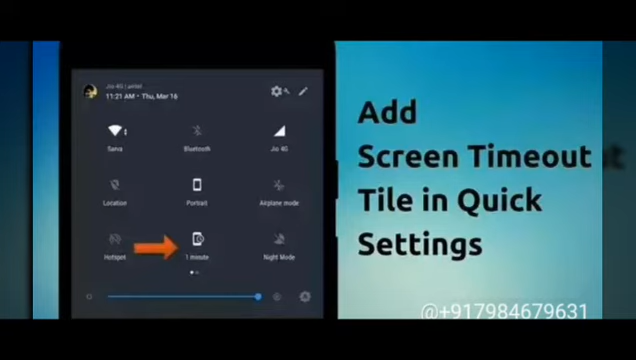 Jio 4G | airtel
11:21 AM • Thu, Mar 16
Sarva
Bluetooth
Jio 4G
Location
Portrait
Airplane mode
Hotspot
1 minute
Night Mode
Add
Screen Timeout
Tile in Quick
Settings
@+917984679631